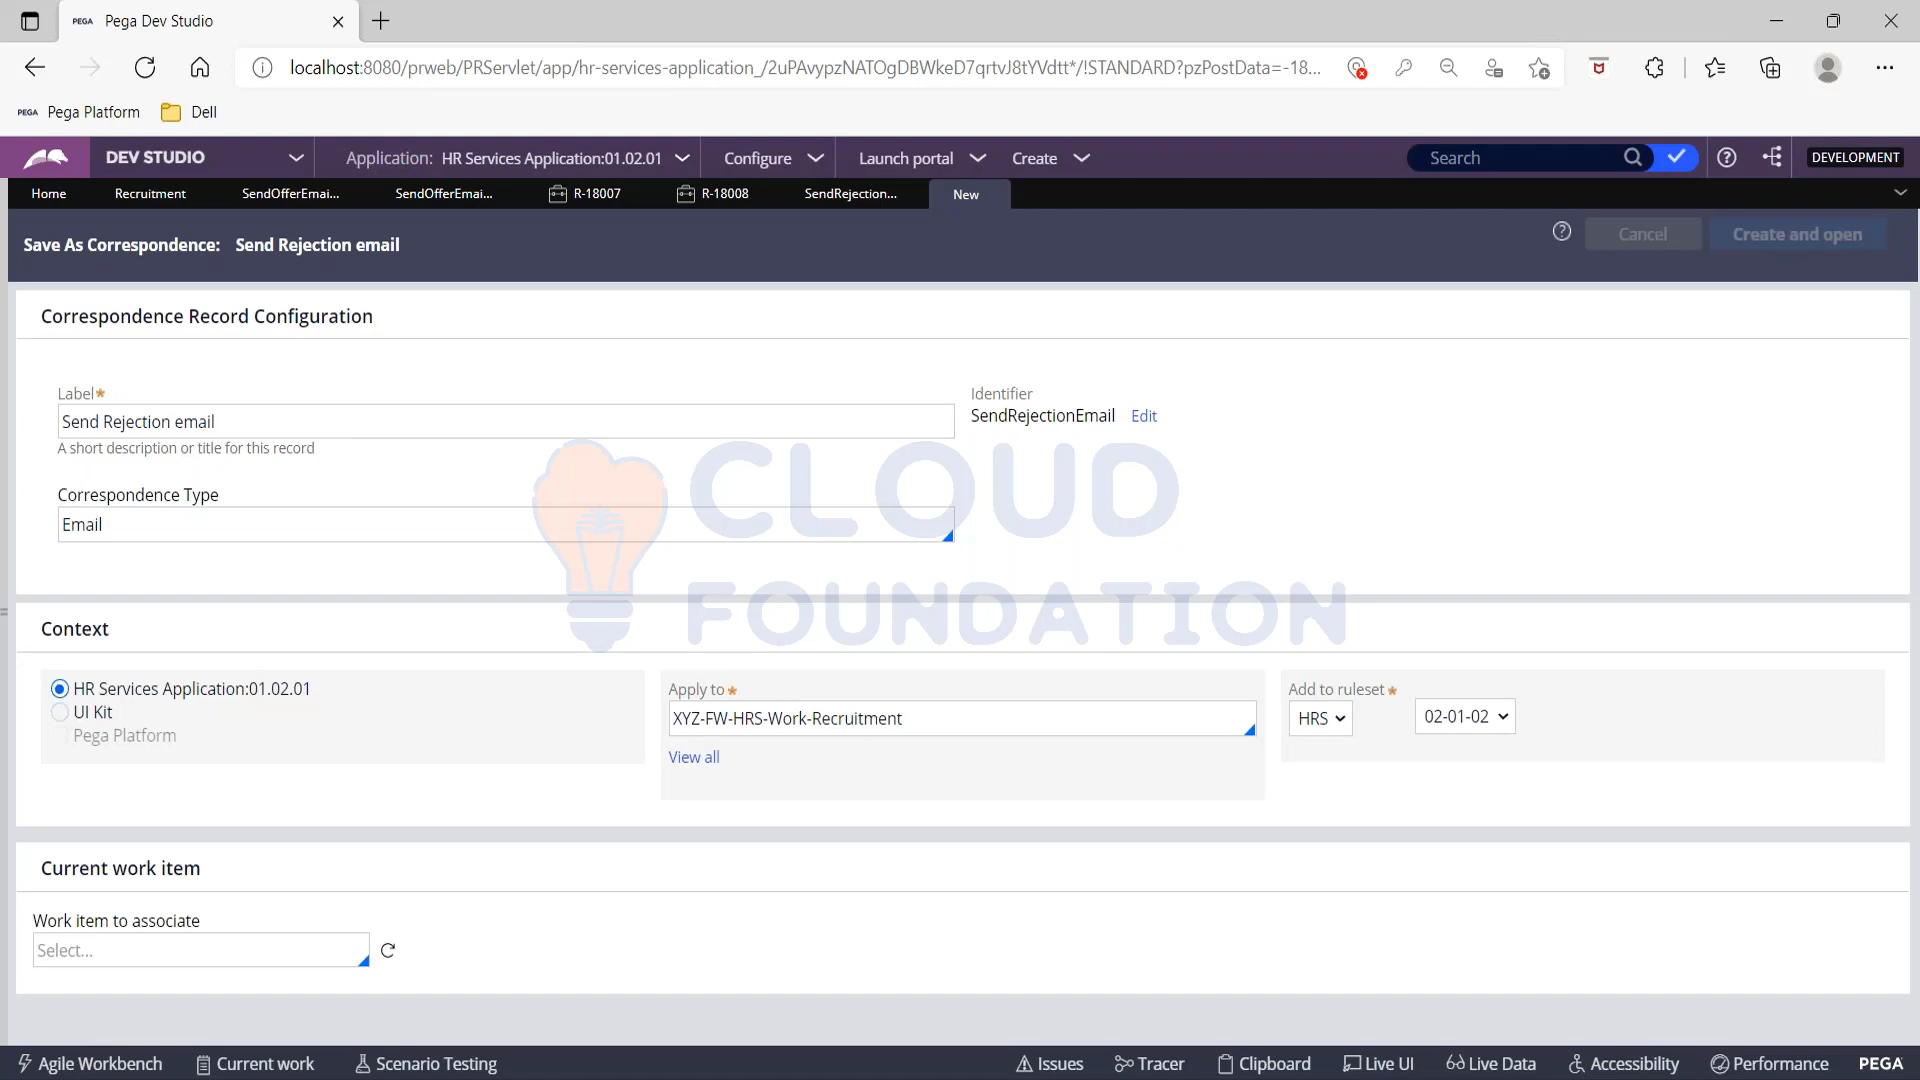 PEGA Pega Dev Studio
localhost:8080/prweb/PRServlet/app/hr-services-application_/2uPAvypzNATOgDBWkeD7qrtvJ8tYVdtt*/!STANDARD?pzPostData=-18...
PEGA Pega Platform Dell
DEV STUDIO Application: HR Services Application:01.02.01 Configure Launch portal Create Search DEVELOPMENT
Home Recruitment SendOfferEmai... SendOfferEmai... R-18007 R-18008 SendRejection... New
Save As Correspondence: Send Rejection email Cancel Create and open
Correspondence Record Configuration
Label* Identifier
Send Rejection email SendRejectionEmail Edit
A short description or title for this record
CLOUD
Correspondence Type
Email
FOUNDATION
Context
HR Services Application:01.02.01 Apply to* Add to ruleset*
UI Kit XYZ-FW-HRS-Work-Recruitment HRS 02-01-02
Pega Platform
View all
Current work item
Work item to associate
Select...
Agile Workbench Current work Scenario Testing Issues Tracer Clipboard Live UI Live Data Accessibility Performance PEGA